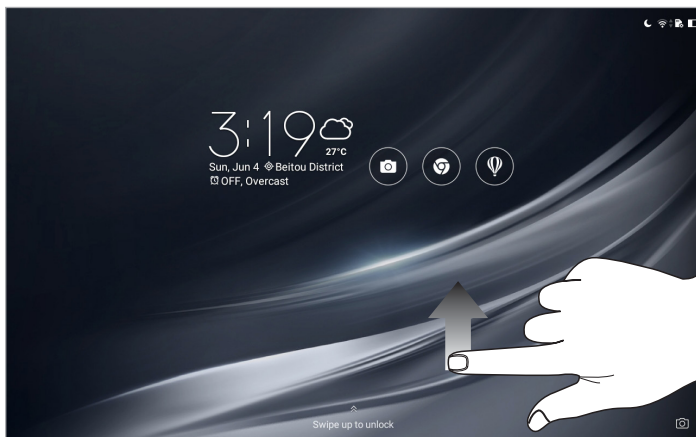 3:19
27°C
Sun, Jun 4 Beitou District
OFF, Overcast
Swipe up to unlock